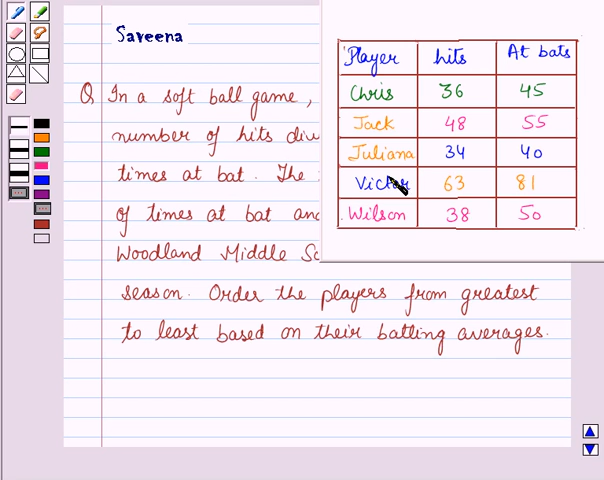 Saveena
Q In a soft ball game,
number of hits div
times at bat. The
of times at bat and
Woodland Middle Sc
season. Order the players from greatest
to least based on their batting averages.
Player hits At bats
Chris 36 45
Jack 48 55
Juliana 34 40
Victor 63 81
Wilson 38 50